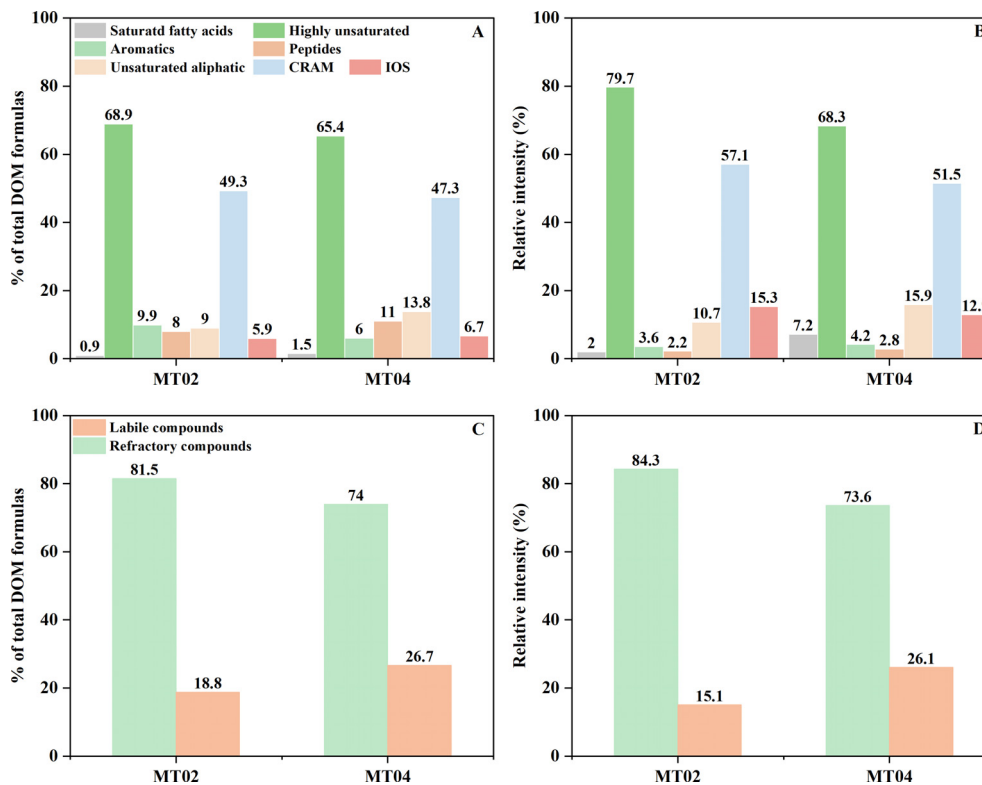 % of total DOM formulas
100
80
60
40
20
0
Saturatd fatty acids
Highly unsaturated
Aromatics
Peptides
Unsaturated aliphatic
CRAM
IOS
A
0.9
68.9
9.9
8
9
49.3
5.9
1.5
65.4
6
11
13.8
47.3
6.7
MT02
MT04
Relative intensity (%)
100
80
60
40
20
0
B
2
79.7
3.6
2.2
10.7
57.1
15.3
7.2
68.3
4.2
2.8
15.9
51.5
MT02
MT04
% of total DOM formulas
100
80
60
40
20
0
Labile compounds
Refractory compounds
C
81.5
18.8
74
26.7
MT02
MT04
Relative intensity (%)
100
80
60
40
20
0
D
84.3
15.1
73.6
26.1
MT02
MT04